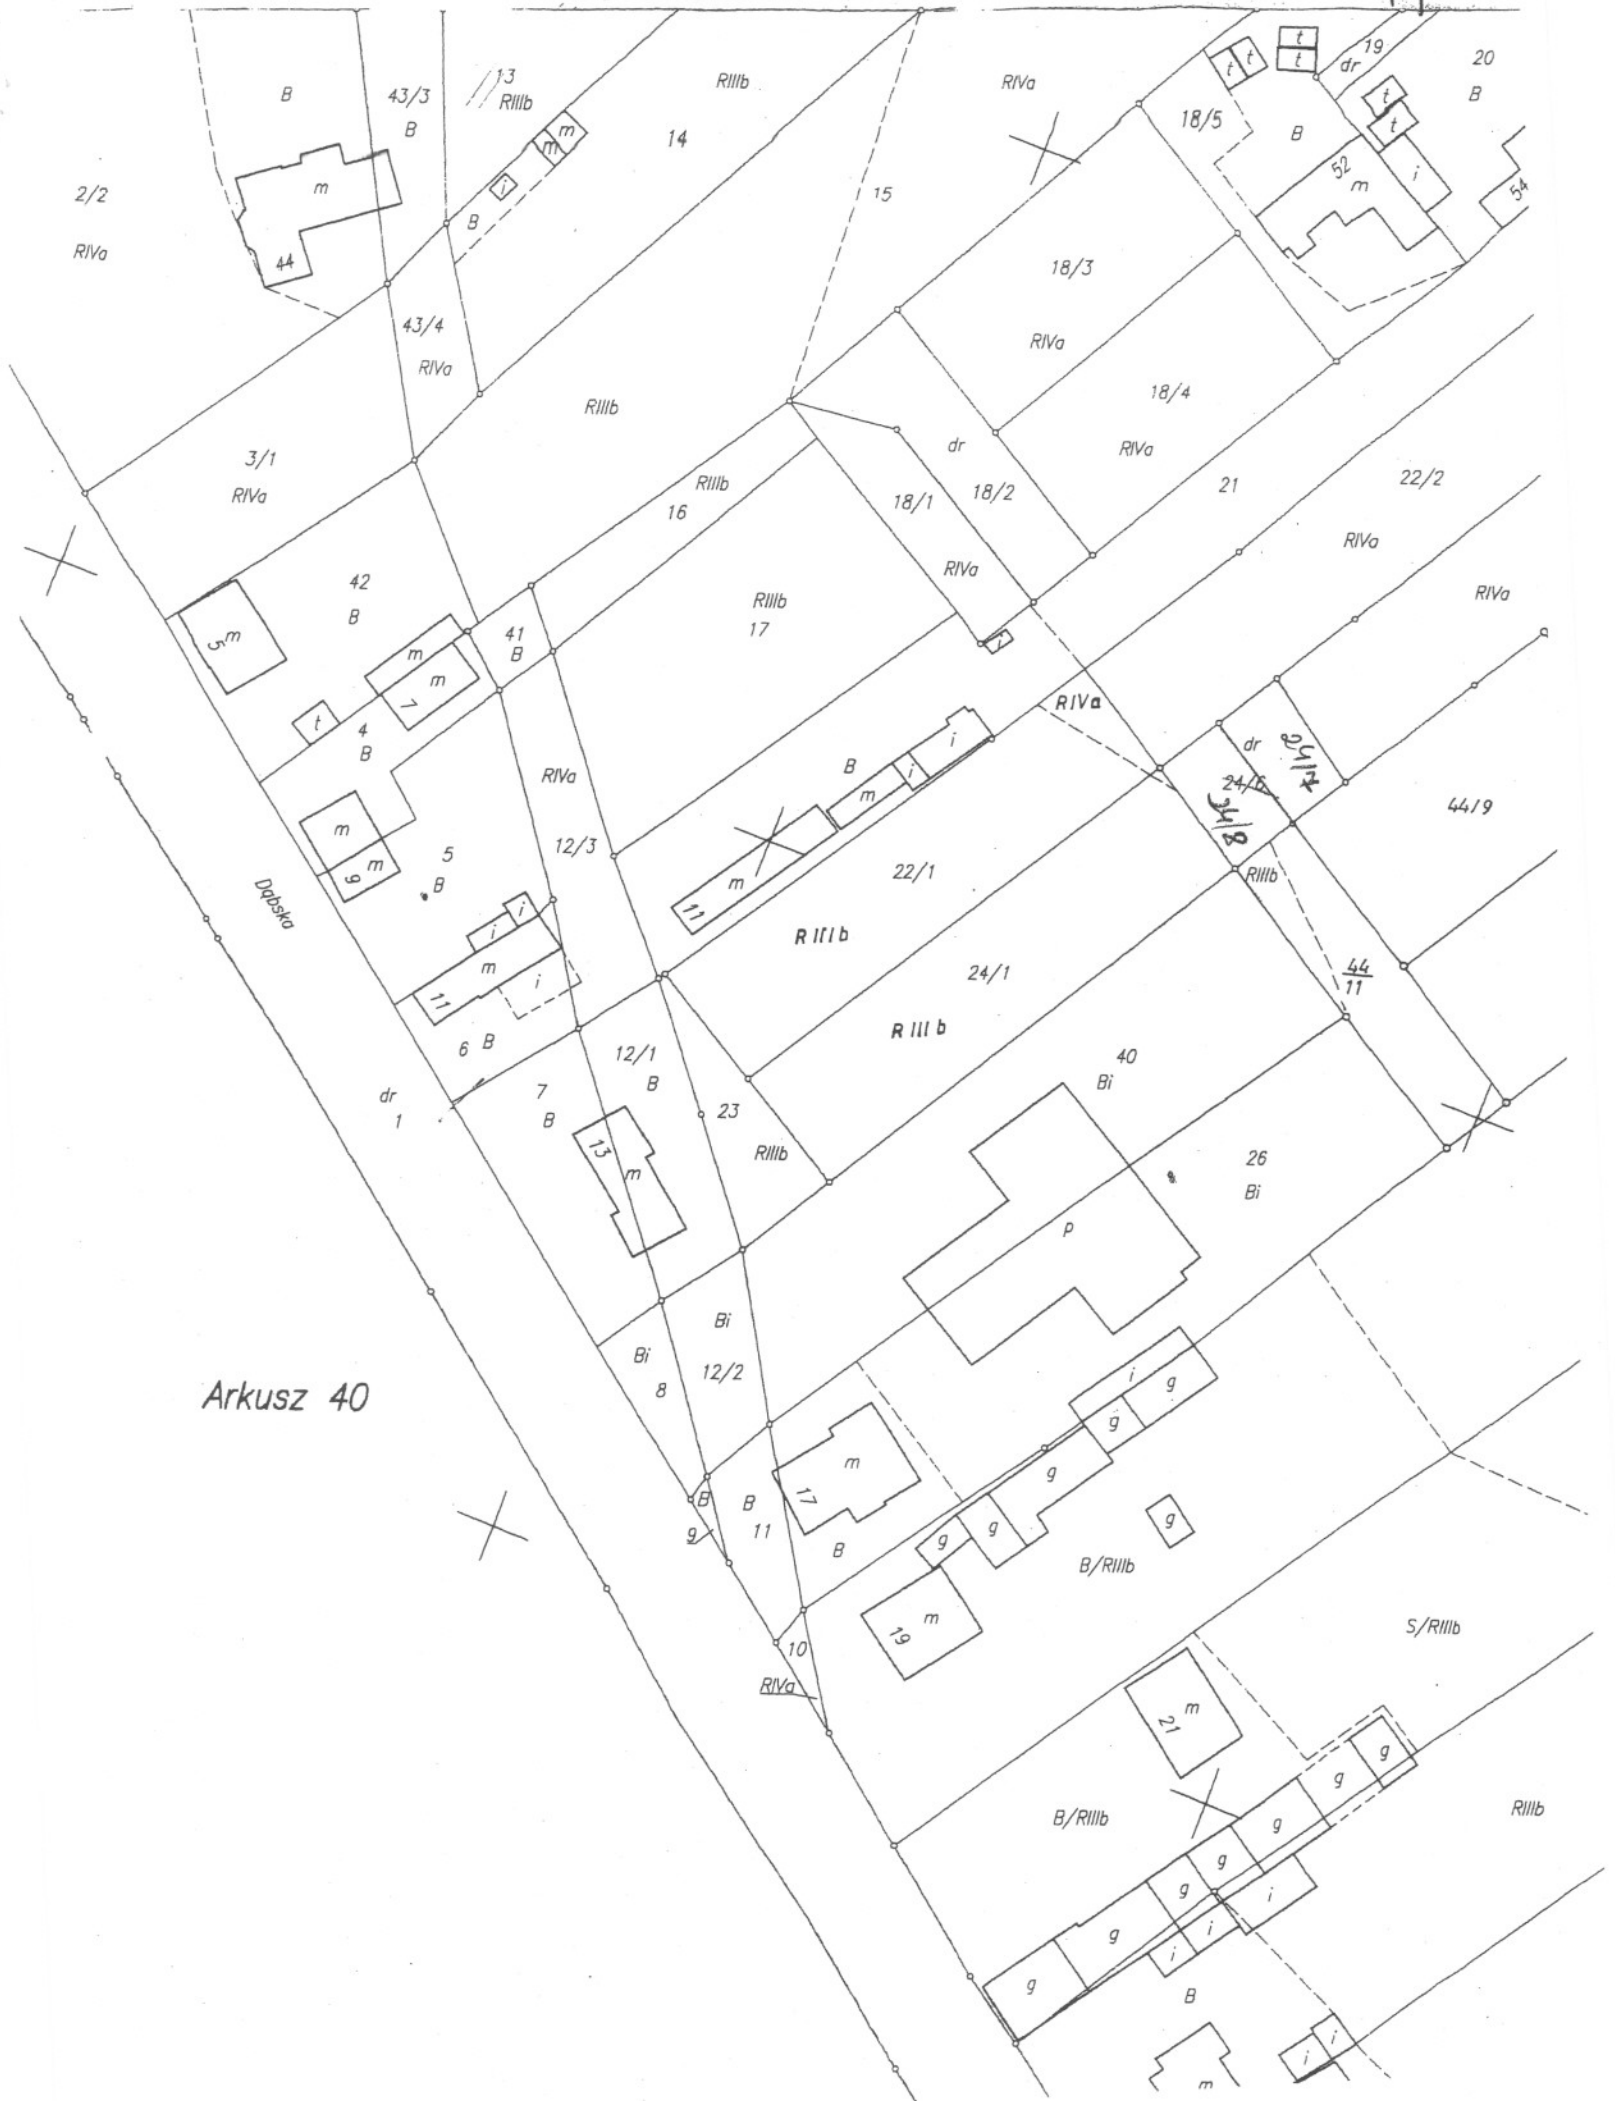 19
dr
20
B
t
t
t
t
t
t
B
43/3
B
13
RIIIb
RIIIb
14
RIVa
18/5
B
m
m
i
52
m
i
54
2/2
RIVa
m
44
B
15
18/3
43/4
RIVa
RIVa
RIIIb
18/4
RIVa
dr
3/1
RIVa
RIIIb
16
18/1
18/2
21
22/2
RIVa
RIVa
42
B
RIIIb
17
RIVa
5
m
41
B
m
m
7
i
t
4
B
RIVa
dr
24/7
RIVa
B
i
i
m
24/6
34/8
44/9
m
9
m
5
B
12/3
m
11
22/1
RIIIb
RIIIb
Dąbska
i
i
m
i
11
24/1
44
11
RIIIb
6 B
12/1
B
40
Bi
dr
1
7
B
23
RIIIb
13
m
26
Bi
p
Bi
12/2
Bi
8
Arkusz 40
i
g
g
g
g
g
g
m
17
B
9
B
11
B
B/RIIIb
m
19
S/RIIIb
10
RIVa
m
21
B/RIIIb
RIIIb
g
g
g
g
g
g
g
i
i
i
B
i
i
m